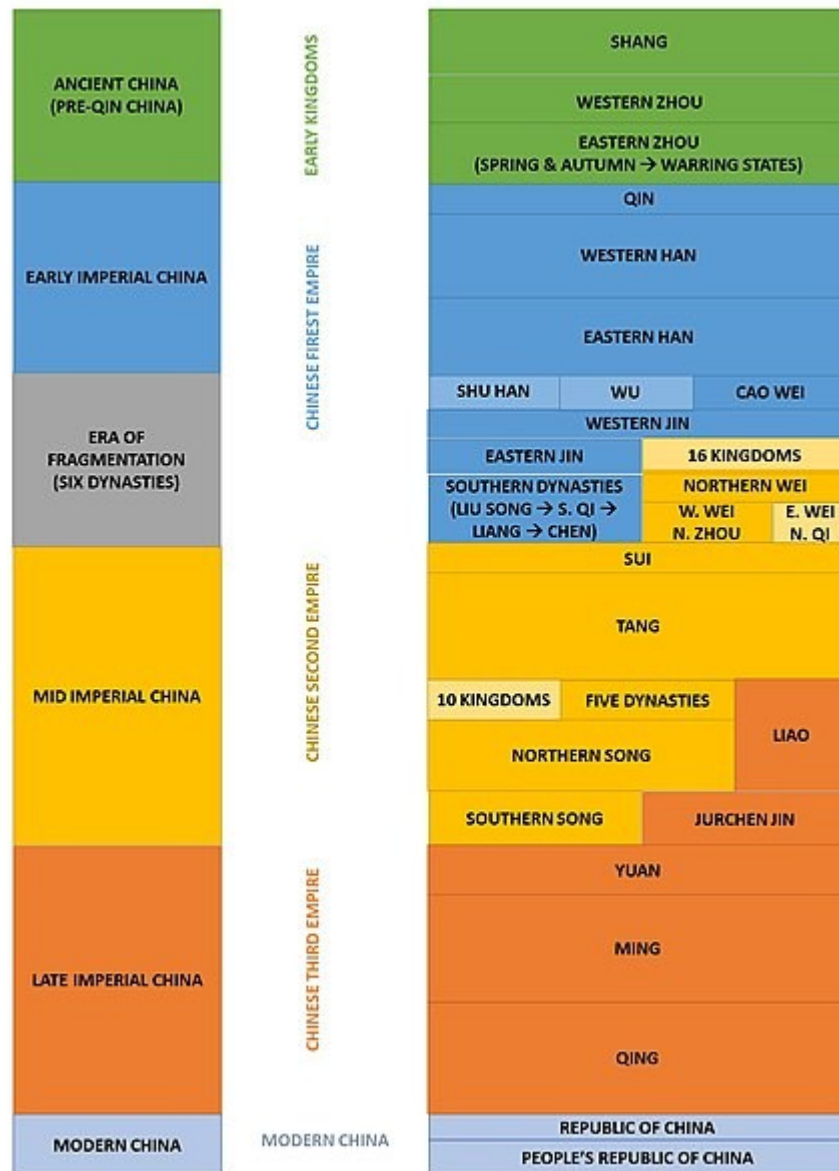 ANCIENT CHINA
(PRE-QIN CHINA)
EARLY IMPERIAL CHINA
ERA OF
FRAGMENTATION
(SIX DYNASTIES)
MID IMPERIAL CHINA
LATE IMPERIAL CHINA
MODERN CHINA
EARLY KINGDOMS
CHINESE FIREST EMPIRE
CHINESE SECOND EMPIRE
CHINESE THIRD EMPIRE
MODERN CHINA
SHANG
WESTERN ZHOU
EASTERN ZHOU
(SPRING & AUTUMN → WARRING STATES)
QIN
WESTERN HAN
EASTERN HAN
SHU HAN
WU
CAO WEI
WESTERN JIN
EASTERN JIN
16 KINGDOMS
SOUTHERN DYNASTIES
(LIU SONG → S. QI →
LIANG → CHEN)
NORTHERN WEI
W. WEI
N. ZHOU
E. WEI
N. QI
SUI
TANG
10 KINGDOMS
FIVE DYNASTIES
LIAO
NORTHERN SONG
SOUTHERN SONG
JURCHEN JIN
YUAN
MING
QING
REPUBLIC OF CHINA
PEOPLE'S REPUBLIC OF CHINA